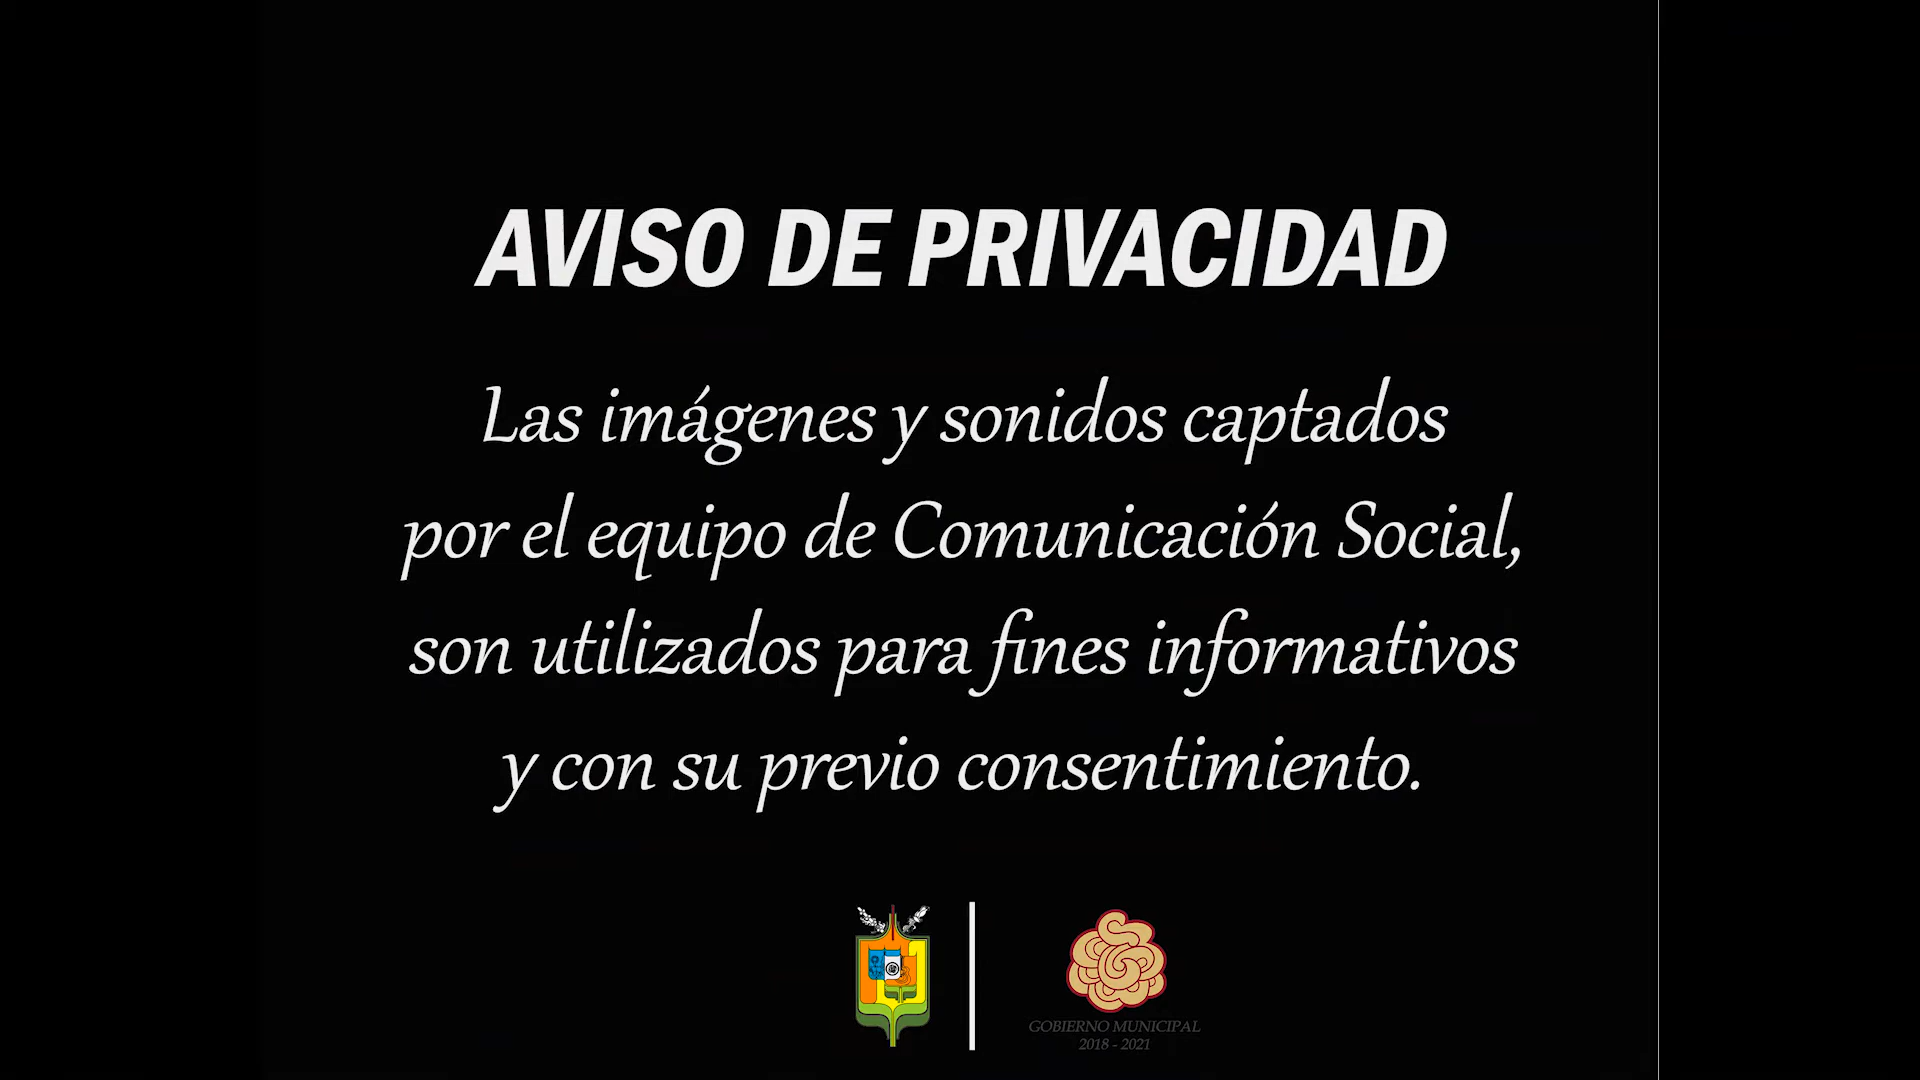 AVISO DE PRIVACIDAD
Las imágenes y sonidos captados
por el equipo de Comunicación Social,
son utilizados para fines informativos
y con su previo consentimiento.
GOBIERNO MUNICIPAL
2018 - 2021